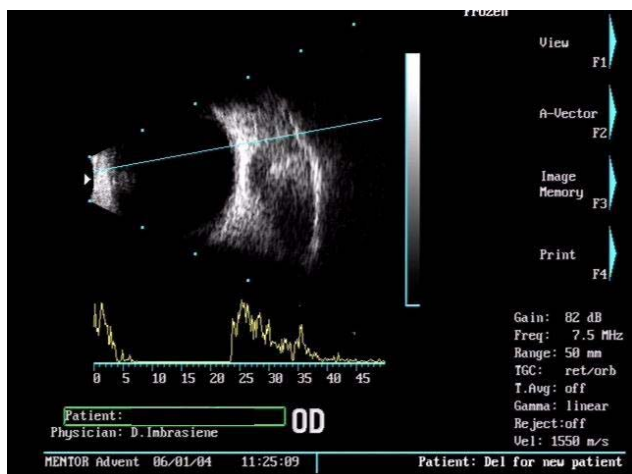 Frozen
View
F1
A-Vector
F2
Image
Memory
F3
Print
F4
Gain: 82 dB
Freq: 7.5 MHz
Range: 50 mm
TGC: ret/orb
T.Avg: off
Gamma: linear
Reject:off
Vel: 1550 m/s
0 5 10 15 20 25 30 35 40 45
Patient:
OD
Physician: D.Imbrasiene
MENTOR Advent 06/01/04 11:25:09 Patient: Del for new patient